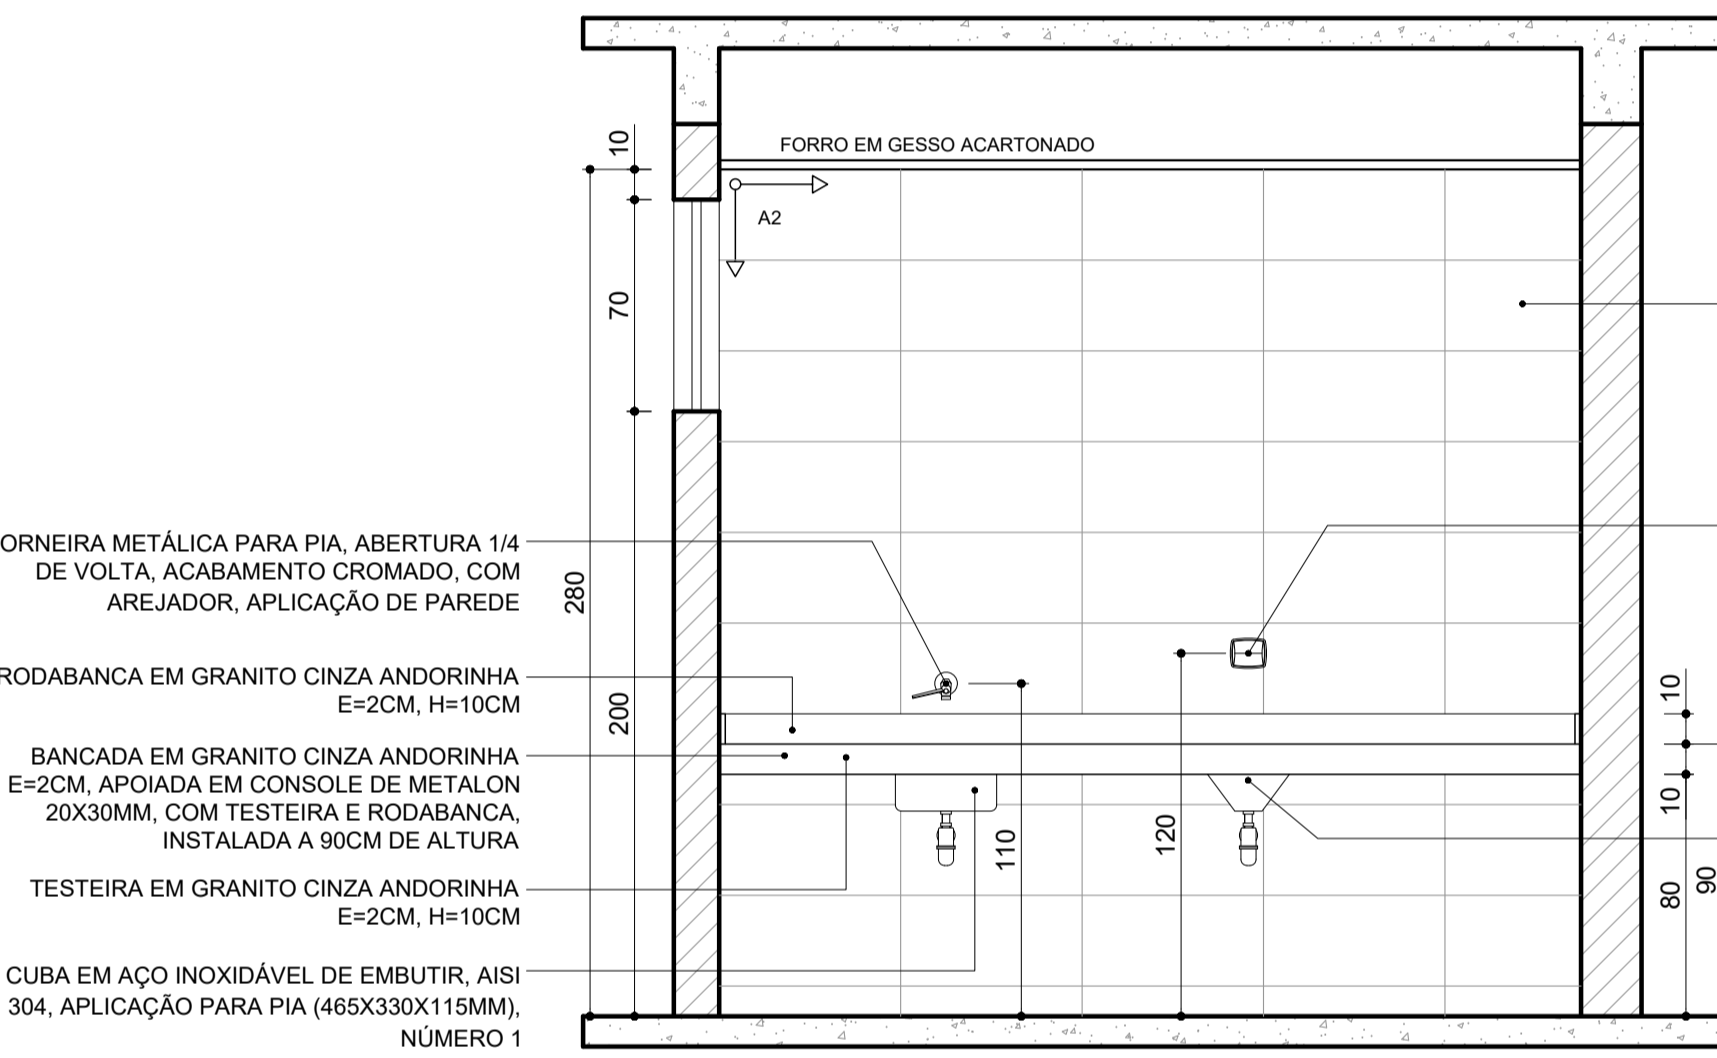 FORRO EM GESSO ACARTONADO
A2
10
70
280
200
ORNEIRA METÁLICA PARA PIA, ABERTURA 1/4
DE VOLTA, ACABAMENTO CROMADO, COM
AREJADOR, APLICAÇÃO DE PAREDE
RODABANCA EM GRANITO CINZA ANDORINHA
E=2CM, H=10CM
BANCADA EM GRANITO CINZA ANDORINHA
E=2CM, APOIADA EM CONSOLE DE METALON
20X30MM, COM TESTEIRA E RODABANCA,
INSTALADA A 90CM DE ALTURA
TESTEIRA EM GRANITO CINZA ANDORINHA
E=2CM, H=10CM
CUBA EM AÇO INOXIDÁVEL DE EMBUTIR, AISI
304, APLICAÇÃO PARA PIA (465X330X115MM),
NÚMERO 1
110
120
10
10
80
90